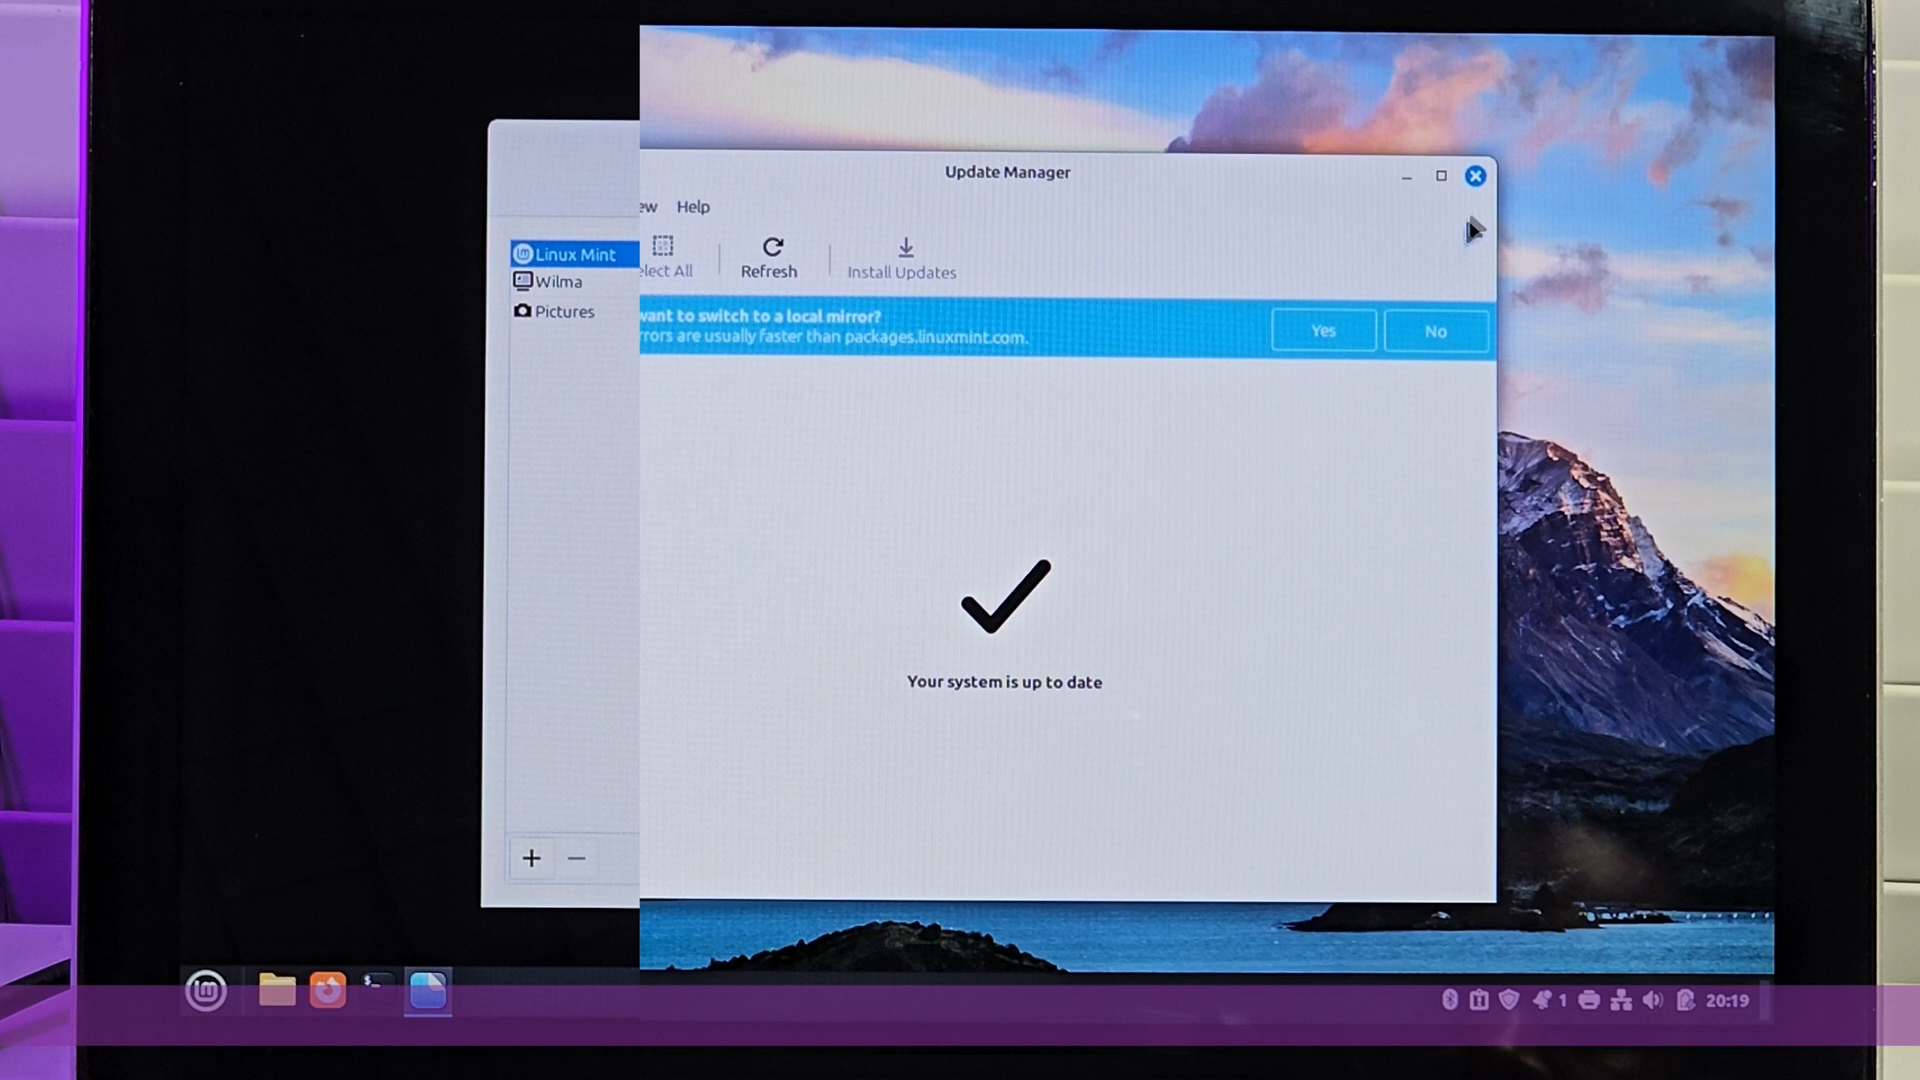 Update Manager
ew Help
elect All Refresh Install Updates
want to switch to a local mirror?
rrors are usually faster than packages.linuxmint.com.
Yes No
Linux Mint
Wilma
Pictures
Your system is up to date
+ −
$_
1
20:19